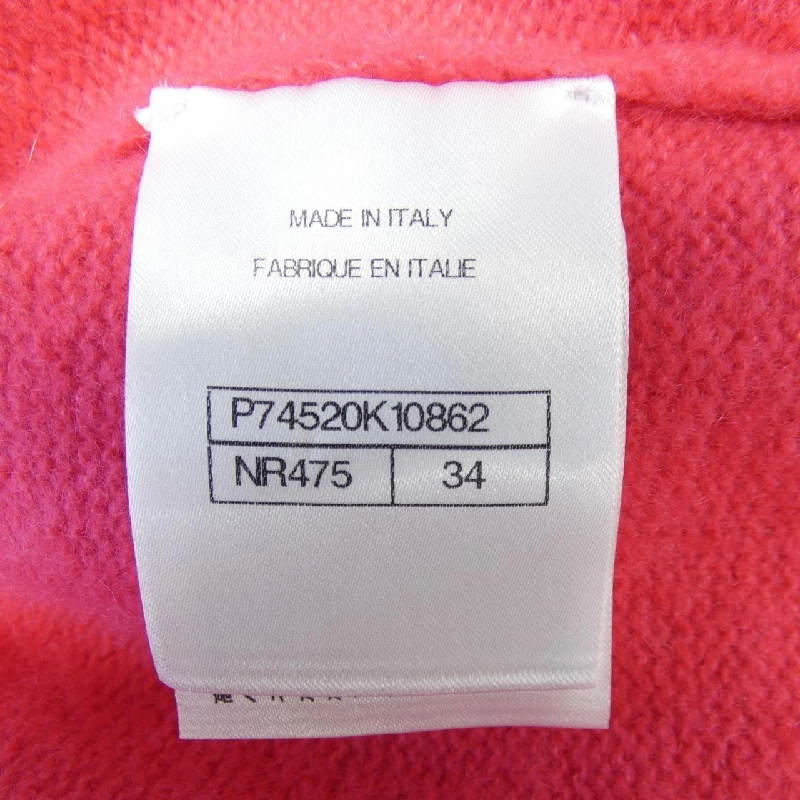 MADE IN ITALY
FABRIQUE EN ITALIE
P74520K10862
NR475 34